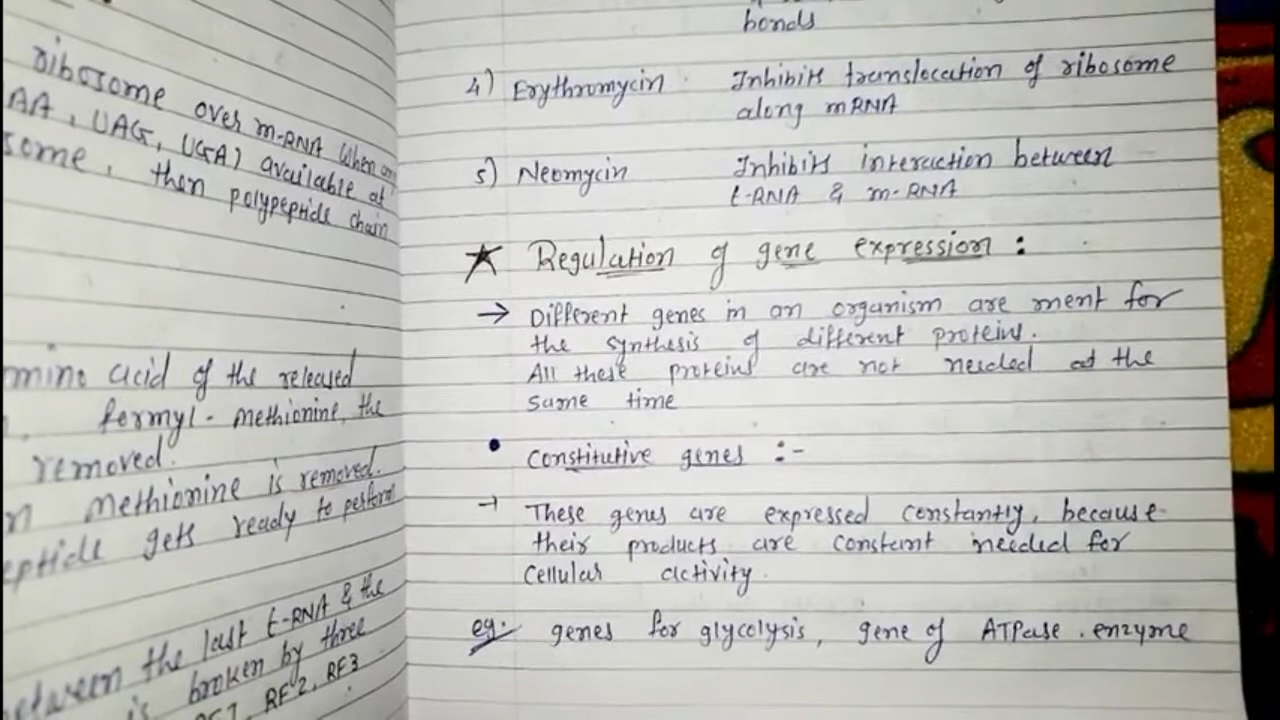 ribosome over m-RNA when an
AA, UAG, UGA) available at
some, then polypeptide chain
mino acid of the released
fermyl-methionine, the
removed.
n methionine is removed.
eptide gets ready to perform
between the last t-RNA & the
is broken by three
RF2, RF3
bonds
4) Erythromycin Inhibits translocation of ribosome
along mRNA
5) Neomycin Inhibits interaction between
t-RNA & m-RNA
★ Regulation of gene expression :
→ Different genes in an organism are ment for
the synthesis of different proteins.
All these proteins are not needed at the
same time
• Constitutive genes :-
→ These genes are expressed constantly, because
their products are constant needed for
cellular activity.
eg. genes for glycolysis, gene of ATPase enzyme